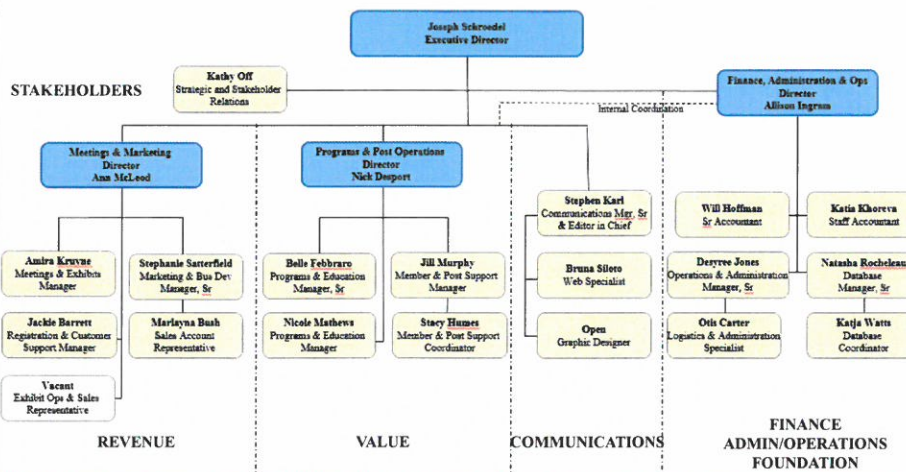 Joseph Schroedel
Executive Director
STAKEHOLDERS
Kathy Off
Strategic and Stakeholder
Relations
Finance, Administration & Ops
Director
Allison Ingram
Internal Coordination
Meetings & Marketing
Director
Ann McLeod
Programs & Post Operations
Director
Nick Desport
Stephen Karl
Communications Mgr, Sr
& Editor in Chief
Will Hoffman
Sr Accountant
Katia Khoreva
Staff Accountant
Amira Kruyne
Meetings & Exhibits
Manager
Stephanie Satterfield
Marketing & Bus Dev
Manager, Sr
Belle Febbraro
Programs & Education
Manager, Sr
Jill Murphy
Member & Post Support
Manager
Bruna Siloto
Web Specialist
Deryree Jones
Operations & Administration
Manager, Sr
Natasha Rocheleau
Database
Manager, Sr
Jackie Barrett
Registration & Customer
Support Manager
Marlayna Bush
Sales Account
Representative
Nicole Mathews
Programs & Education
Manager
Stacy Humes
Member & Post Support
Coordinator
Open
Graphic Designer
Otis Carter
Logistics & Administration
Specialist
Katja Watts
Database
Coordinator
Vacant
Exhibit Ops & Sales
Representative
REVENUE
VALUE
COMMUNICATIONS
FINANCE
ADMIN/OPERATIONS
FOUNDATION